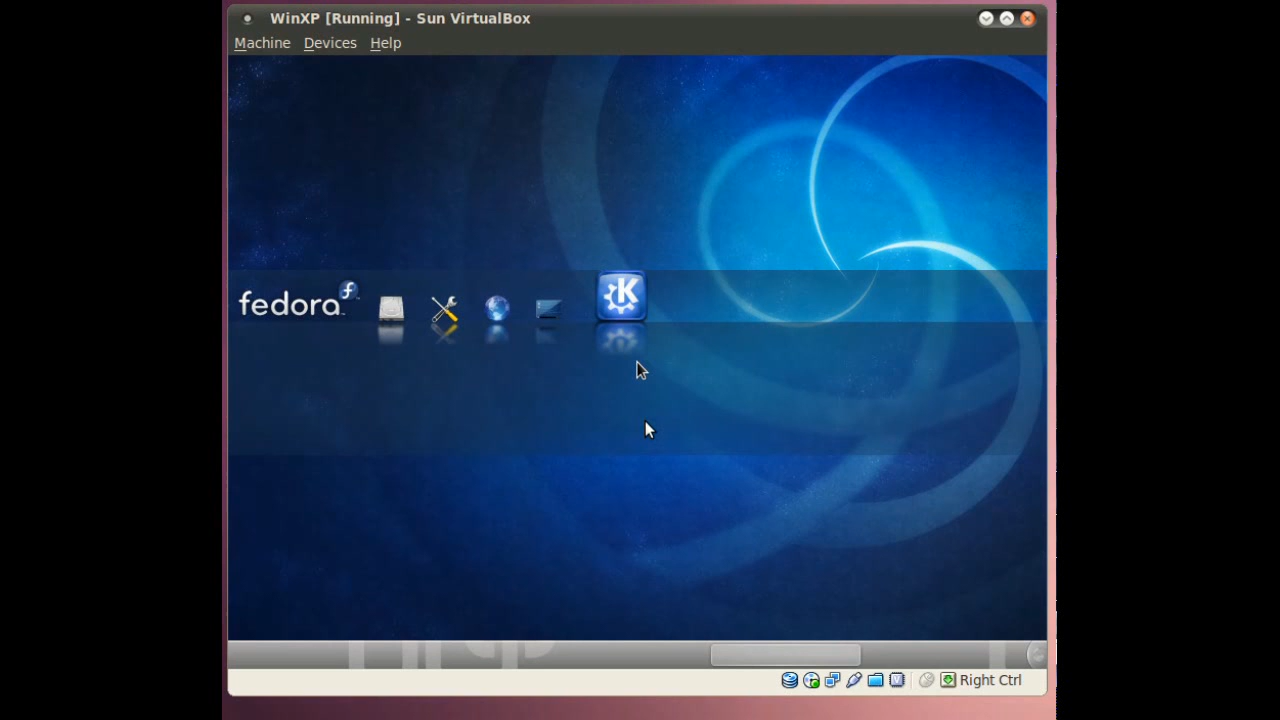 WinXP [Running] - Sun VirtualBox
Machine Devices Help
fedora
Right Ctrl